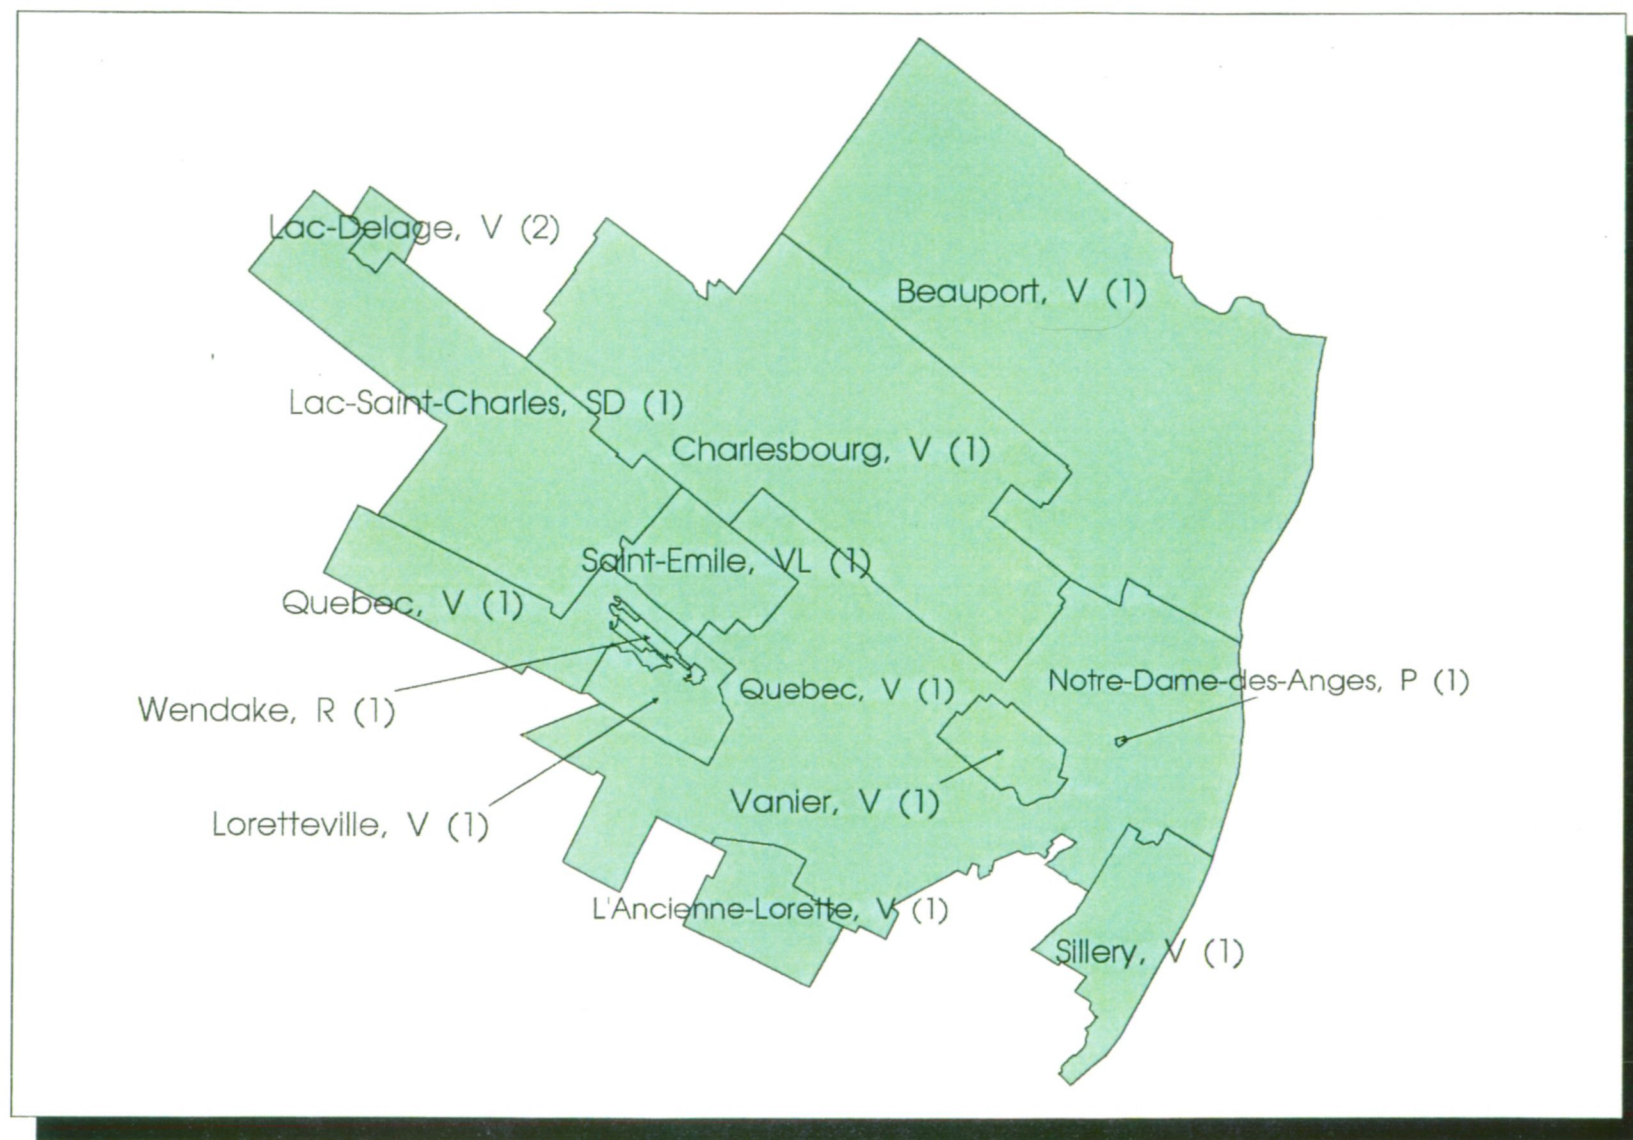 Lac-Delage, V (2)
Beauport, V (1)
Lac-Saint-Charles, SD (1)
Charlesbourg, V (1)
Saint-Emile, VL (1)
Quebec, V (1)
Notre-Dame-des-Anges, P (1)
Quebec, V (1)
Wendake, R (1)
Vanier, V (1)
Loretteville, V (1)
L'Ancienne-Lorette, V (1)
Sillery, V (1)